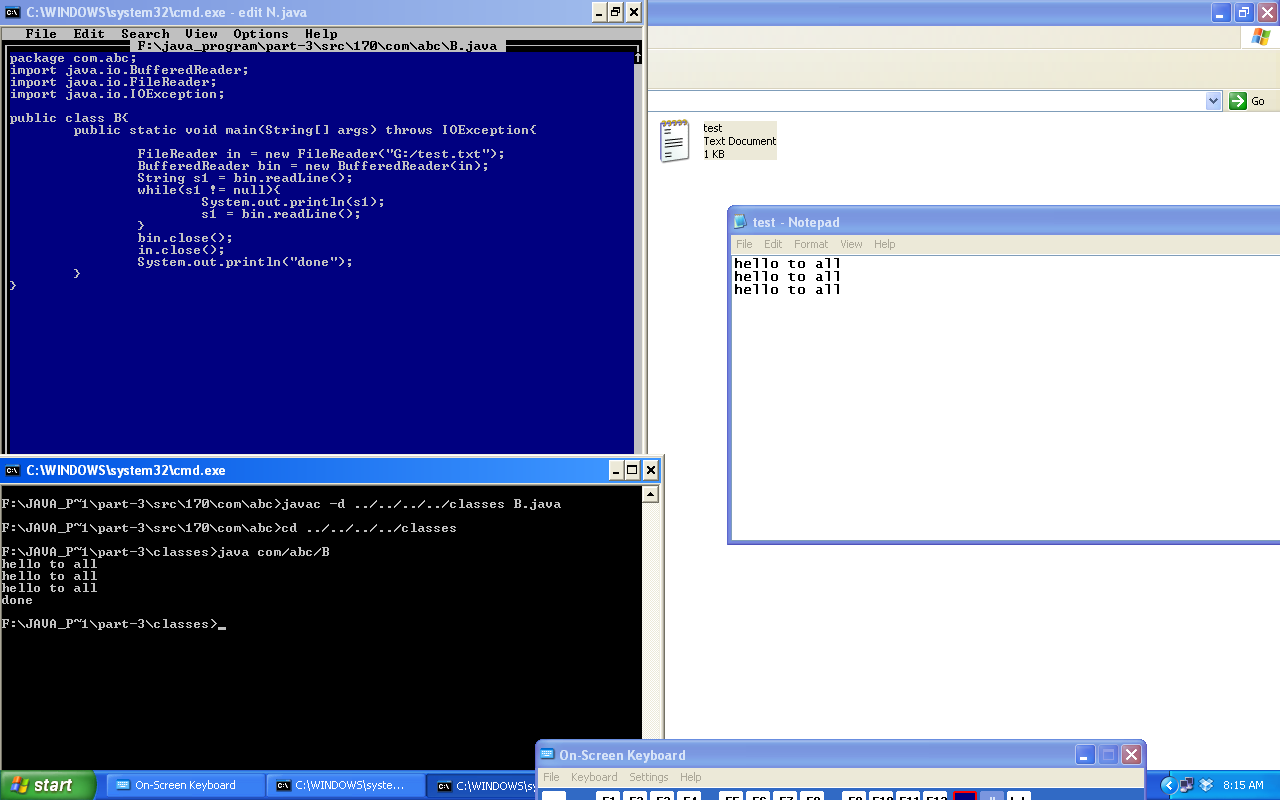 C:\WINDOWS\system32\cmd.exe - edit N.java
File Edit Search View Options Help
F:\java_program\part-3\src\170\com\abc\B.java
package com.abc;
import java.io.BufferedReader;
import java.io.FileReader;
import java.io.IOException;
public class B{
public static void main(String[] args) throws IOException{
FileReader in = new FileReader("G:/test.txt");
BufferedReader bin = new BufferedReader(in);
String s1 = bin.readLine();
while(s1 != null){
System.out.println(s1);
s1 = bin.readLine();
}
bin.close();
in.close();
System.out.println("done");
}
}
Go
test
Text Document
1 KB
test - Notepad
File Edit Format View Help
hello to all
hello to all
hello to all
C:\WINDOWS\system32\cmd.exe
F:\JAVA_P~1\part-3\src\170\com\abc>javac -d ../../../../classes B.java
F:\JAVA_P~1\part-3\src\170\com\abc>cd ../../../../classes
F:\JAVA_P~1\part-3\classes>java com/abc/B
hello to all
hello to all
hello to all
done
F:\JAVA_P~1\part-3\classes>_
On-Screen Keyboard
File Keyboard Settings Help
start
On-Screen Keyboard
C:\WINDOWS\syste...
C:\WINDOWS\sy
8:15 AM